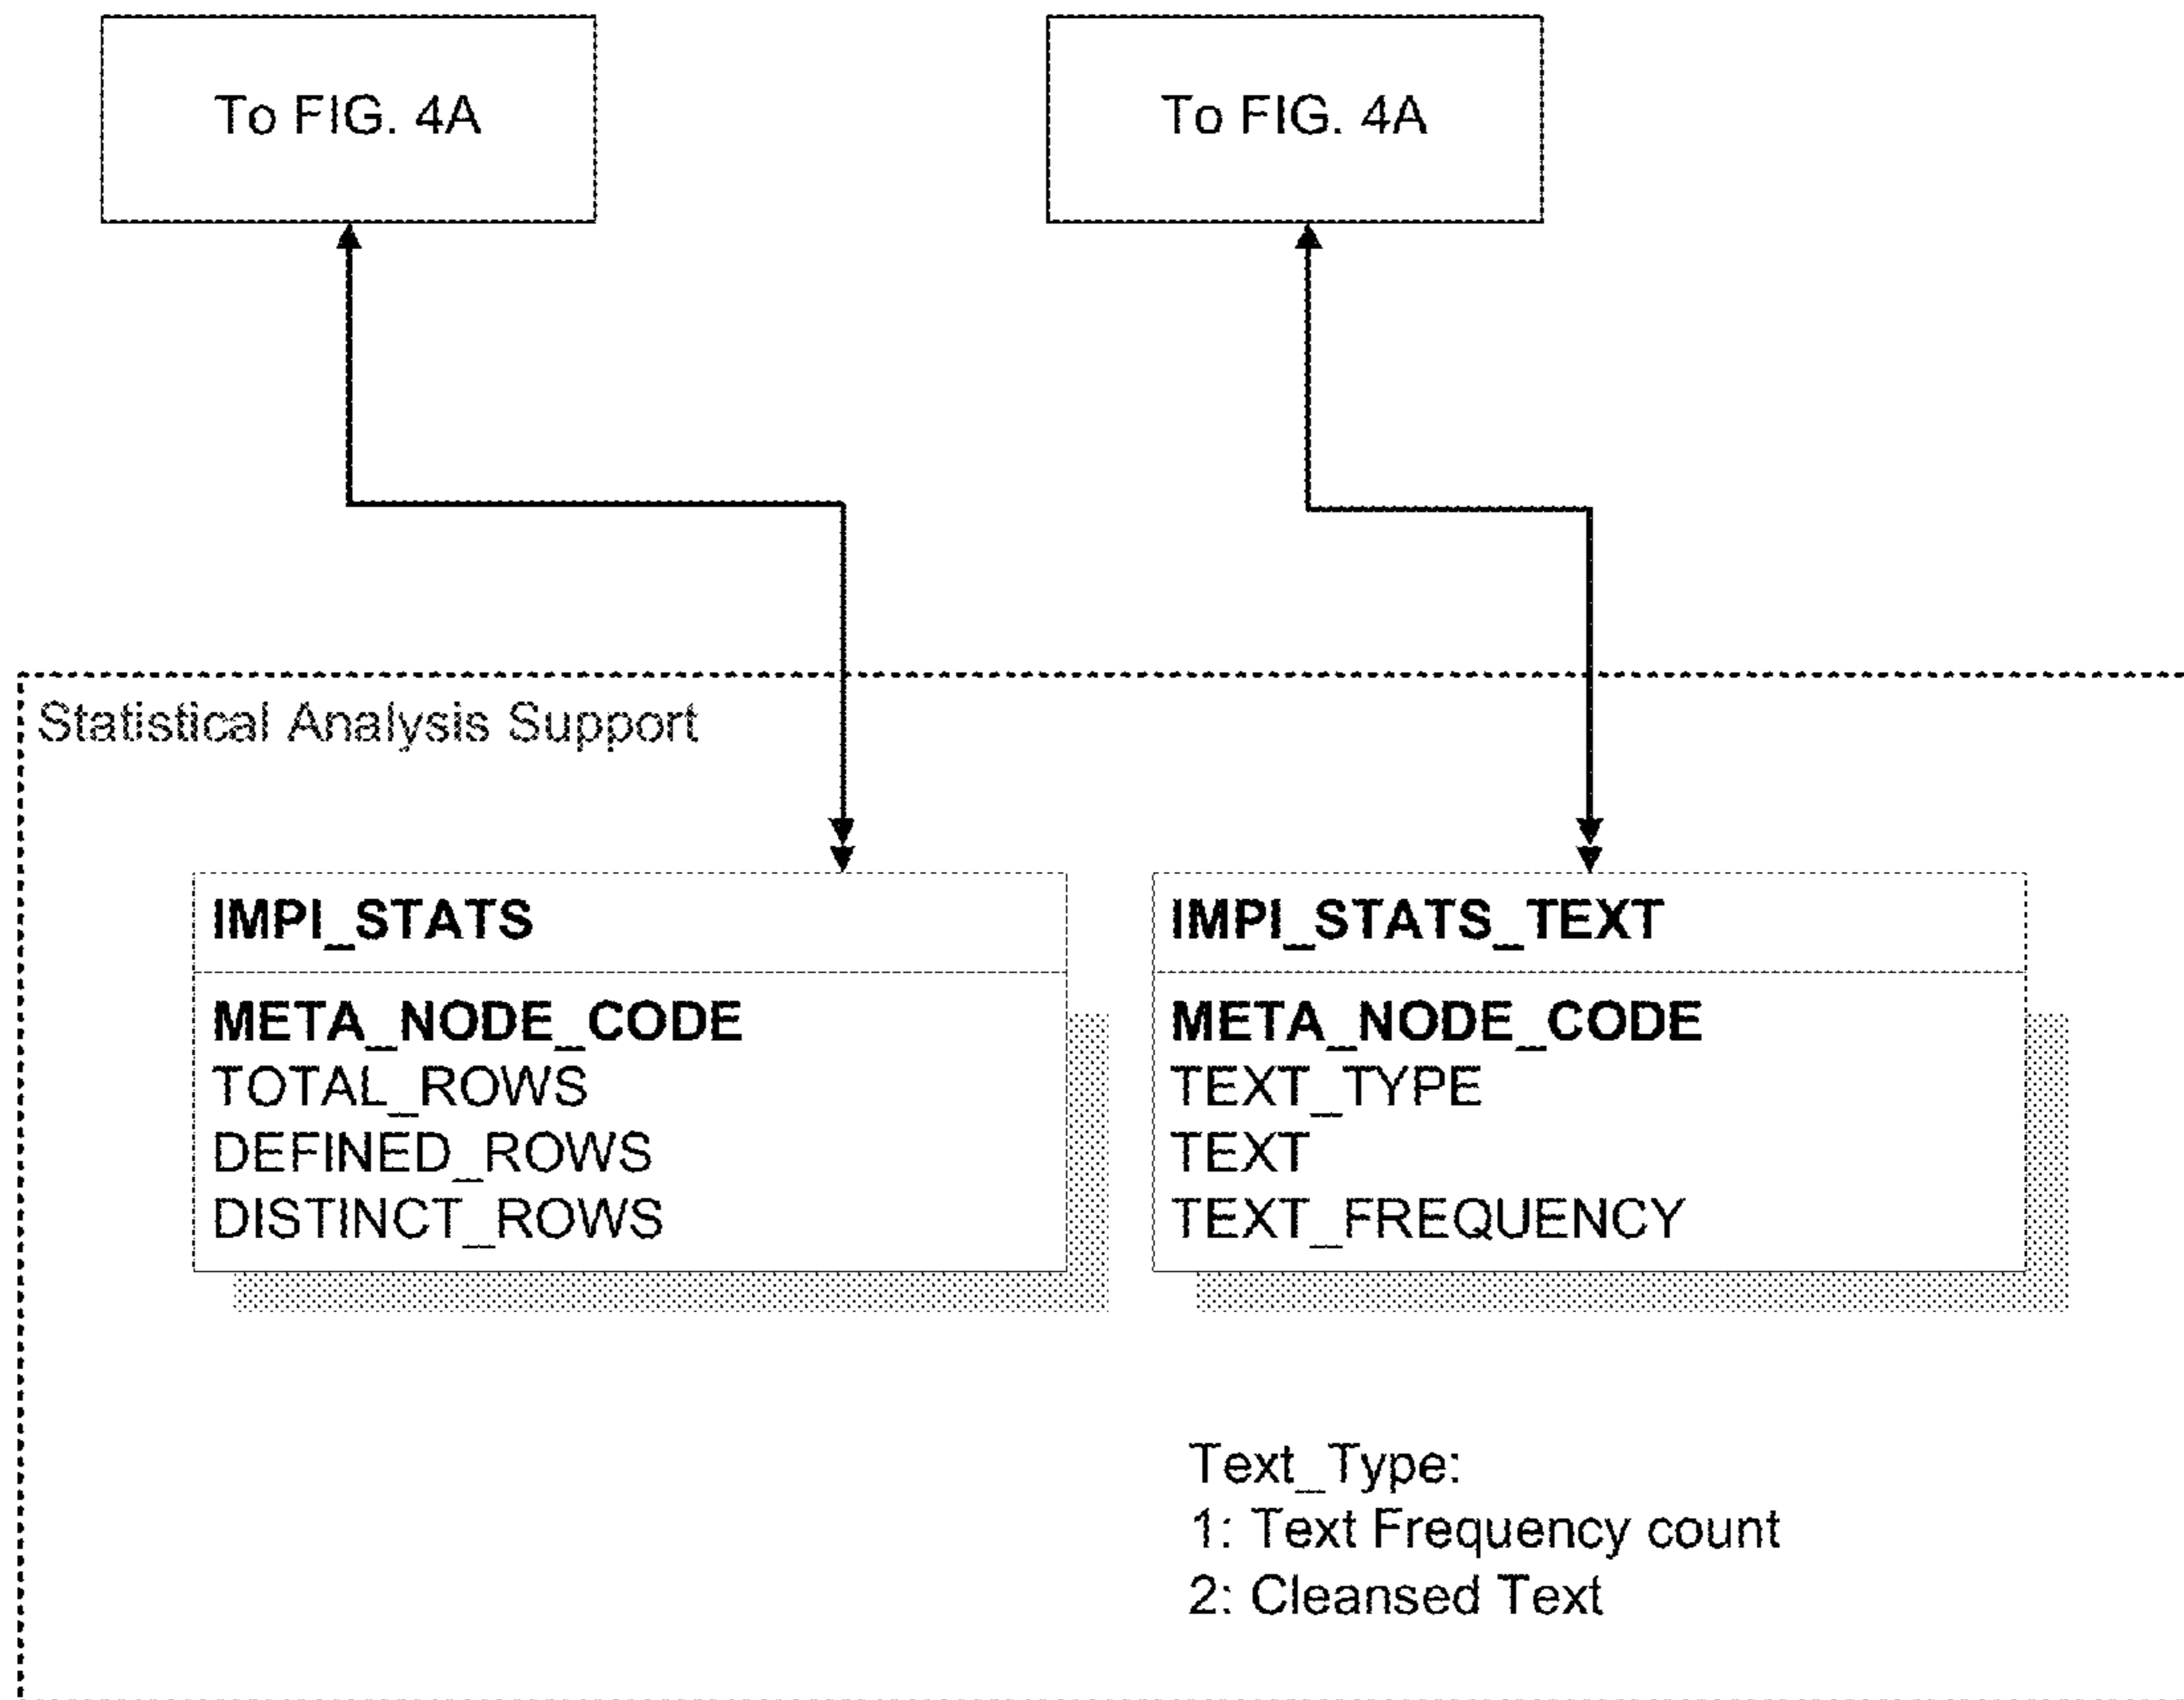 To FIG. 4A
To FIG. 4A
Statistical Analysis Support
IMPI_STATS
META_NODE_CODE
TOTAL_ROWS
DEFINED_ROWS
DISTINCT_ROWS
IMPI_STATS_TEXT
META_NODE_CODE
TEXT_TYPE
TEXT
TEXT_FREQUENCY
Text_Type:
1: Text Frequency count
2: Cleansed Text